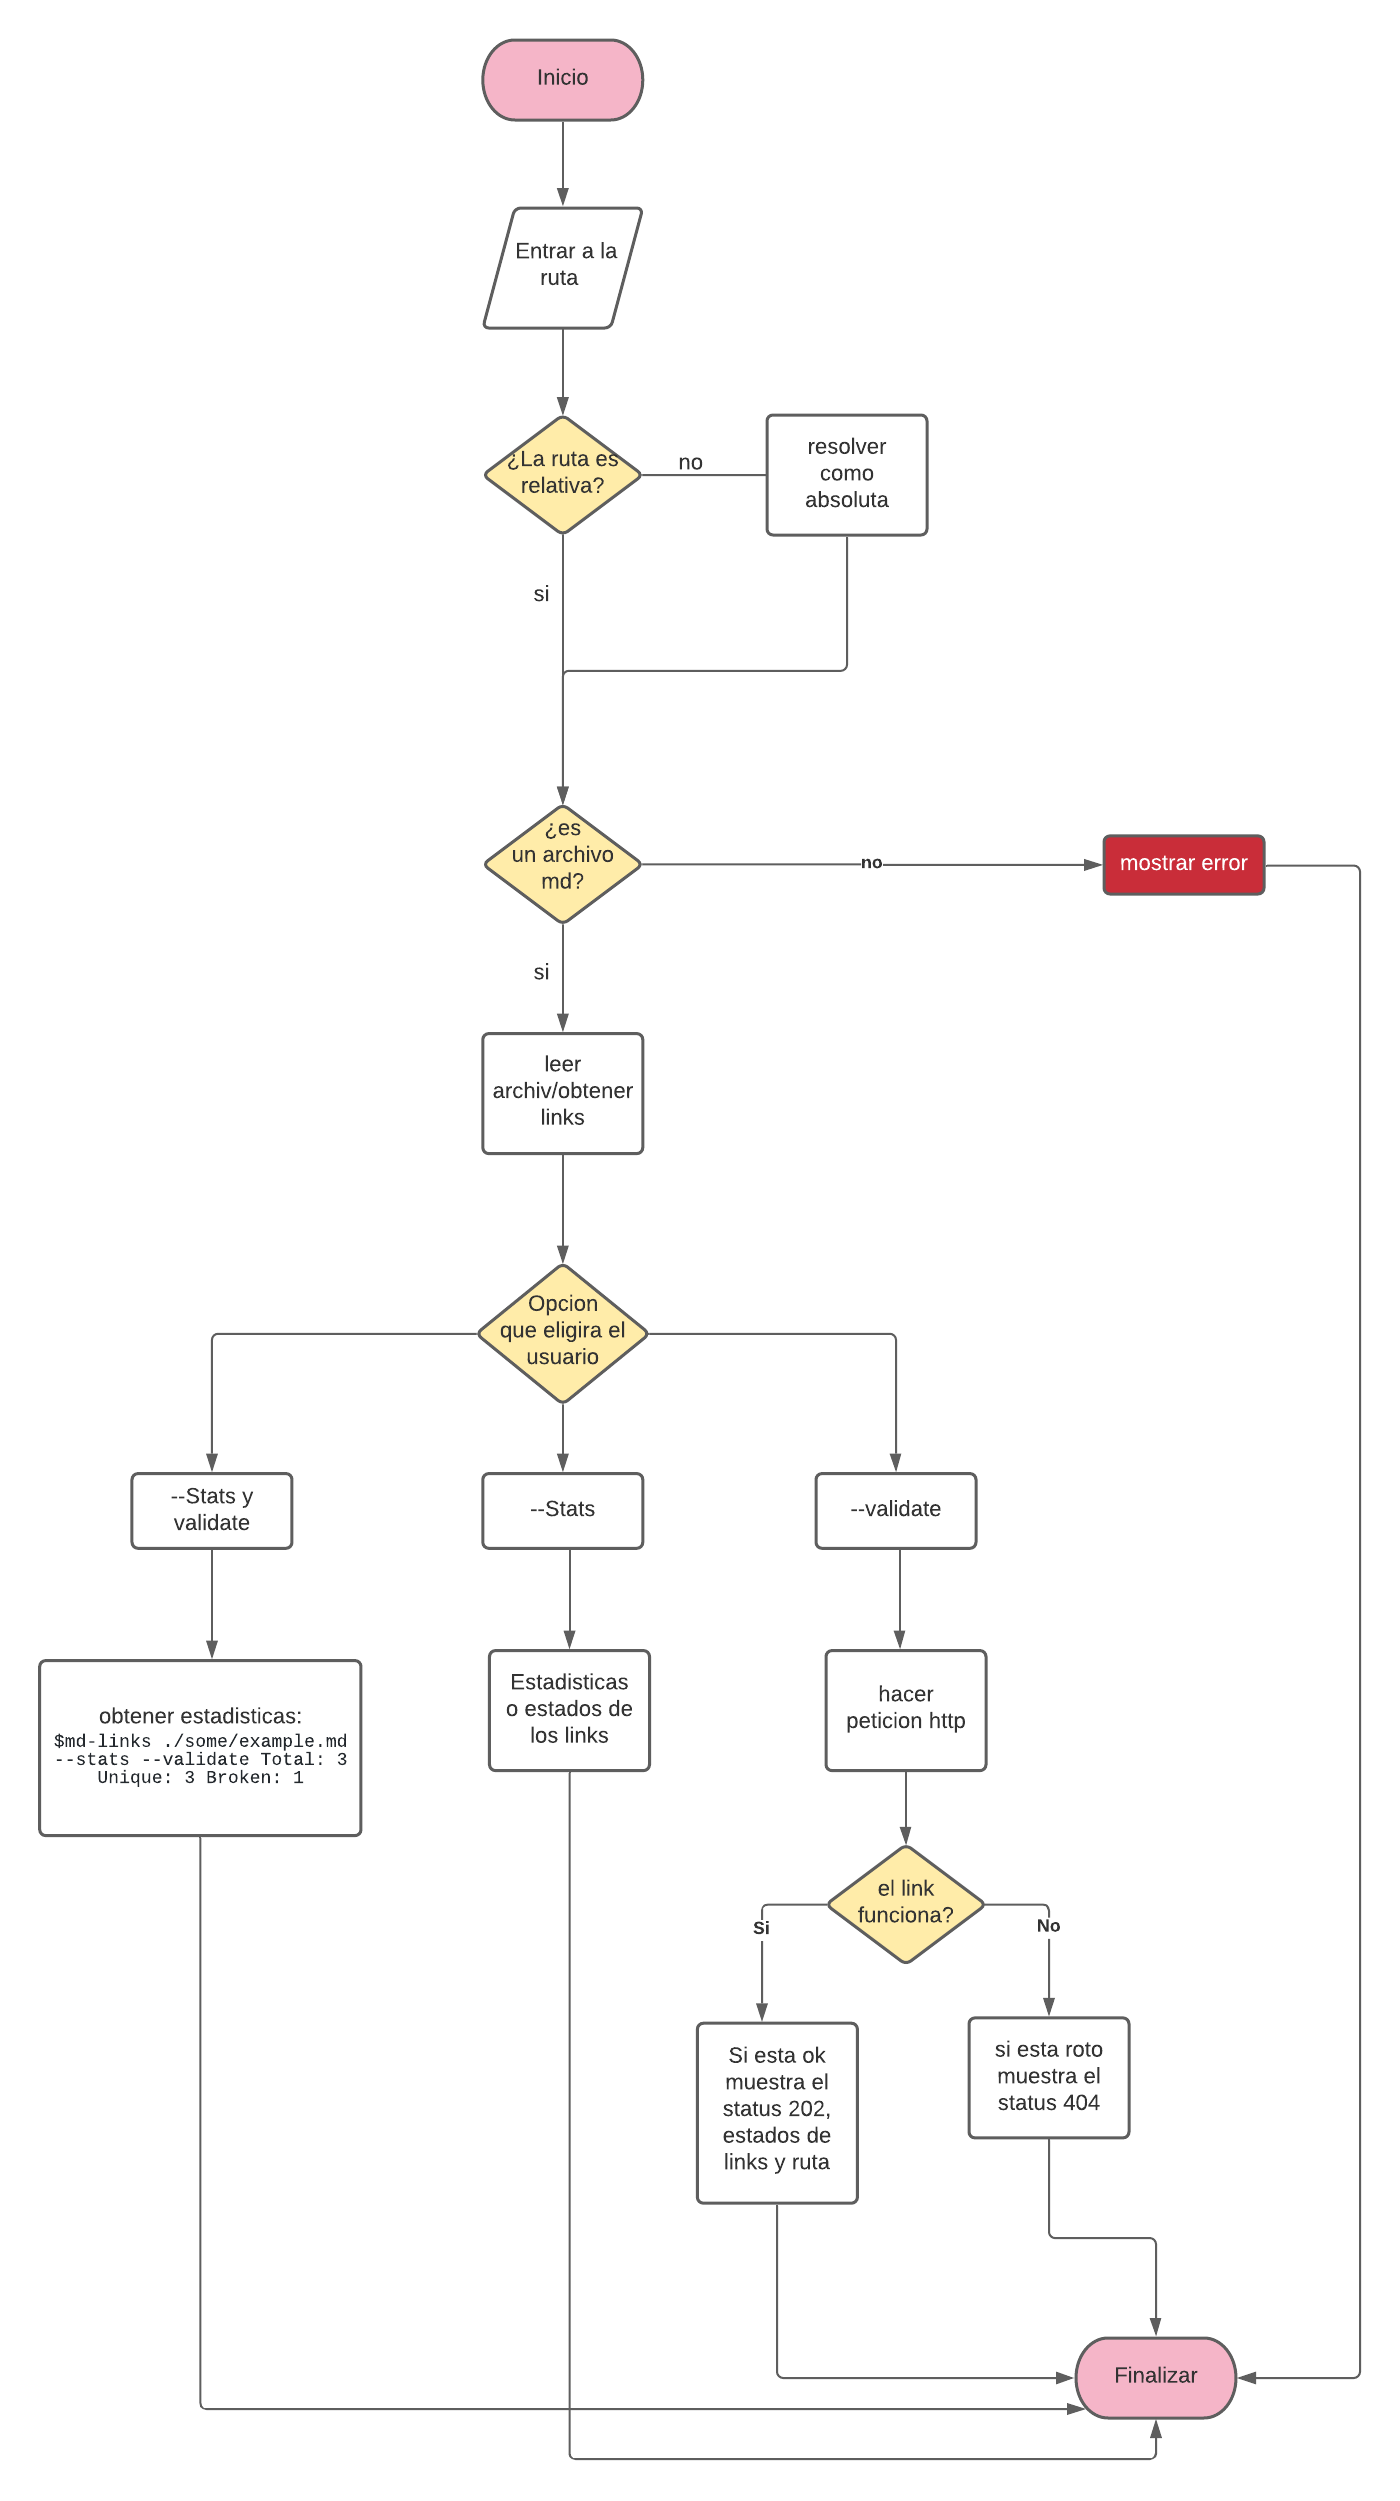 Inicio
Entrar a la
ruta
¿La ruta es
relativa?
no
resolver
como
absoluta
si
¿es
un archivo
md?
no
mostrar error
si
leer
archiv/obtener
links
Opcion
que eligira el
usuario
--Stats y
validate
--Stats
--validate
obtener estadisticas:
$md-links ./some/example.md
--stats --validate Total: 3
Unique: 3 Broken: 1
Estadisticas
o estados de
los links
hacer
peticion http
el link
funciona?
Si
No
Si esta ok
muestra el
status 202,
estados de
links y ruta
si esta roto
muestra el
status 404
Finalizar